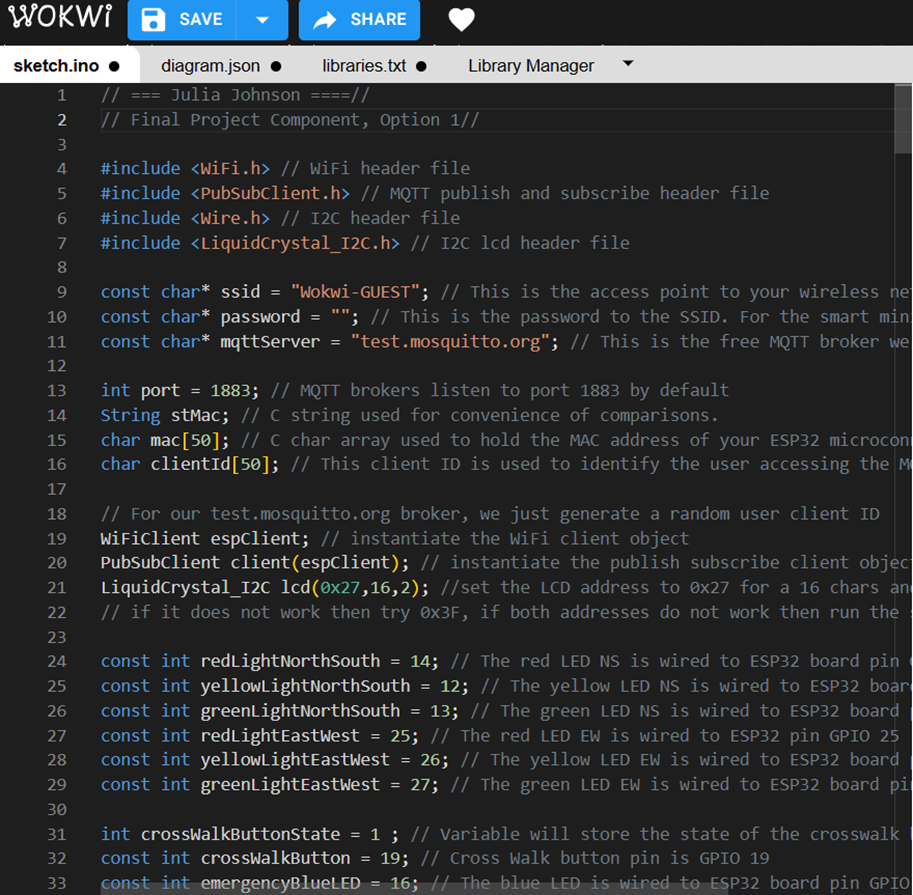 WOKWI SAVE SHARE
sketch.ino diagram.json libraries.txt Library Manager
1 // === Julia Johnson ====//
2 // Final Project Component, Option 1//
3
4 #include <WiFi.h> // WiFi header file
5 #include <PubSubClient.h> // MQTT publish and subscribe header file
6 #include <Wire.h> // I2C header file
7 #include <LiquidCrystal_I2C.h> // I2C lcd header file
8
9 const char* ssid = "Wokwi-GUEST"; // This is the access point to your wireless
10 const char* password = ""; // This is the password to the SSID. For the smart
11 const char* mqttServer = "test.mosquitto.org"; // This is the free MQTT broker we
12
13 int port = 1883; // MQTT brokers listen to port 1883 by default
14 String stMac; // C string used for convenience of comparisons.
15 char mac[50]; // C char array used to hold the MAC address of your ESP32
16 char clientId[50]; // This client ID is used to identify the user accessing the
17
18 // For our test.mosquitto.org broker, we just generate a random user client ID
19 WiFiClient espClient; // instantiate the WiFi client object
20 PubSubClient client(espClient); // instantiate the publish subscribe client
21 LiquidCrystal_I2C lcd(0x27,16,2); //set the LCD address to 0x27 for a 16 chars
22 // if it does not work then try 0x3F, if both addresses do not work then run the
23
24 const int redLightNorthSouth = 14; // The red LED NS is wired to ESP32 board pin
25 const int yellowLightNorthSouth = 12; // The yellow LED NS is wired to ESP32
26 const int greenLightNorthSouth = 13; // The green LED NS is wired to ESP32 board
27 const int redLightEastWest = 25; // The red LED EW is wired to ESP32 pin GPIO 25
28 const int yellowLightEastWest = 26; // The yellow LED EW is wired to ESP32 board
29 const int greenLightEastWest = 27; // The green LED EW is wired to ESP32 board
30
31 int crossWalkButtonState = 1 ; // Variable will store the state of the crosswalk
32 const int crossWalkButton = 19; // Cross Walk button pin is GPIO 19
33 const int emergencyBlueLED = 16; // The blue LED is wired to ESP32 board pin GPIO